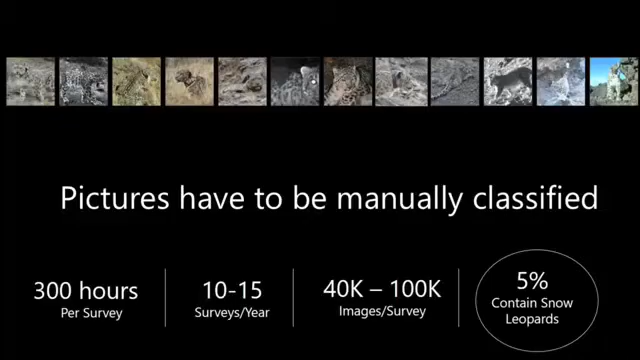 Pictures have to be manually classified
300 hours
Per Survey
10-15
Surveys/Year
40K – 100K
Images/Survey
5%
Contain Snow
Leopards